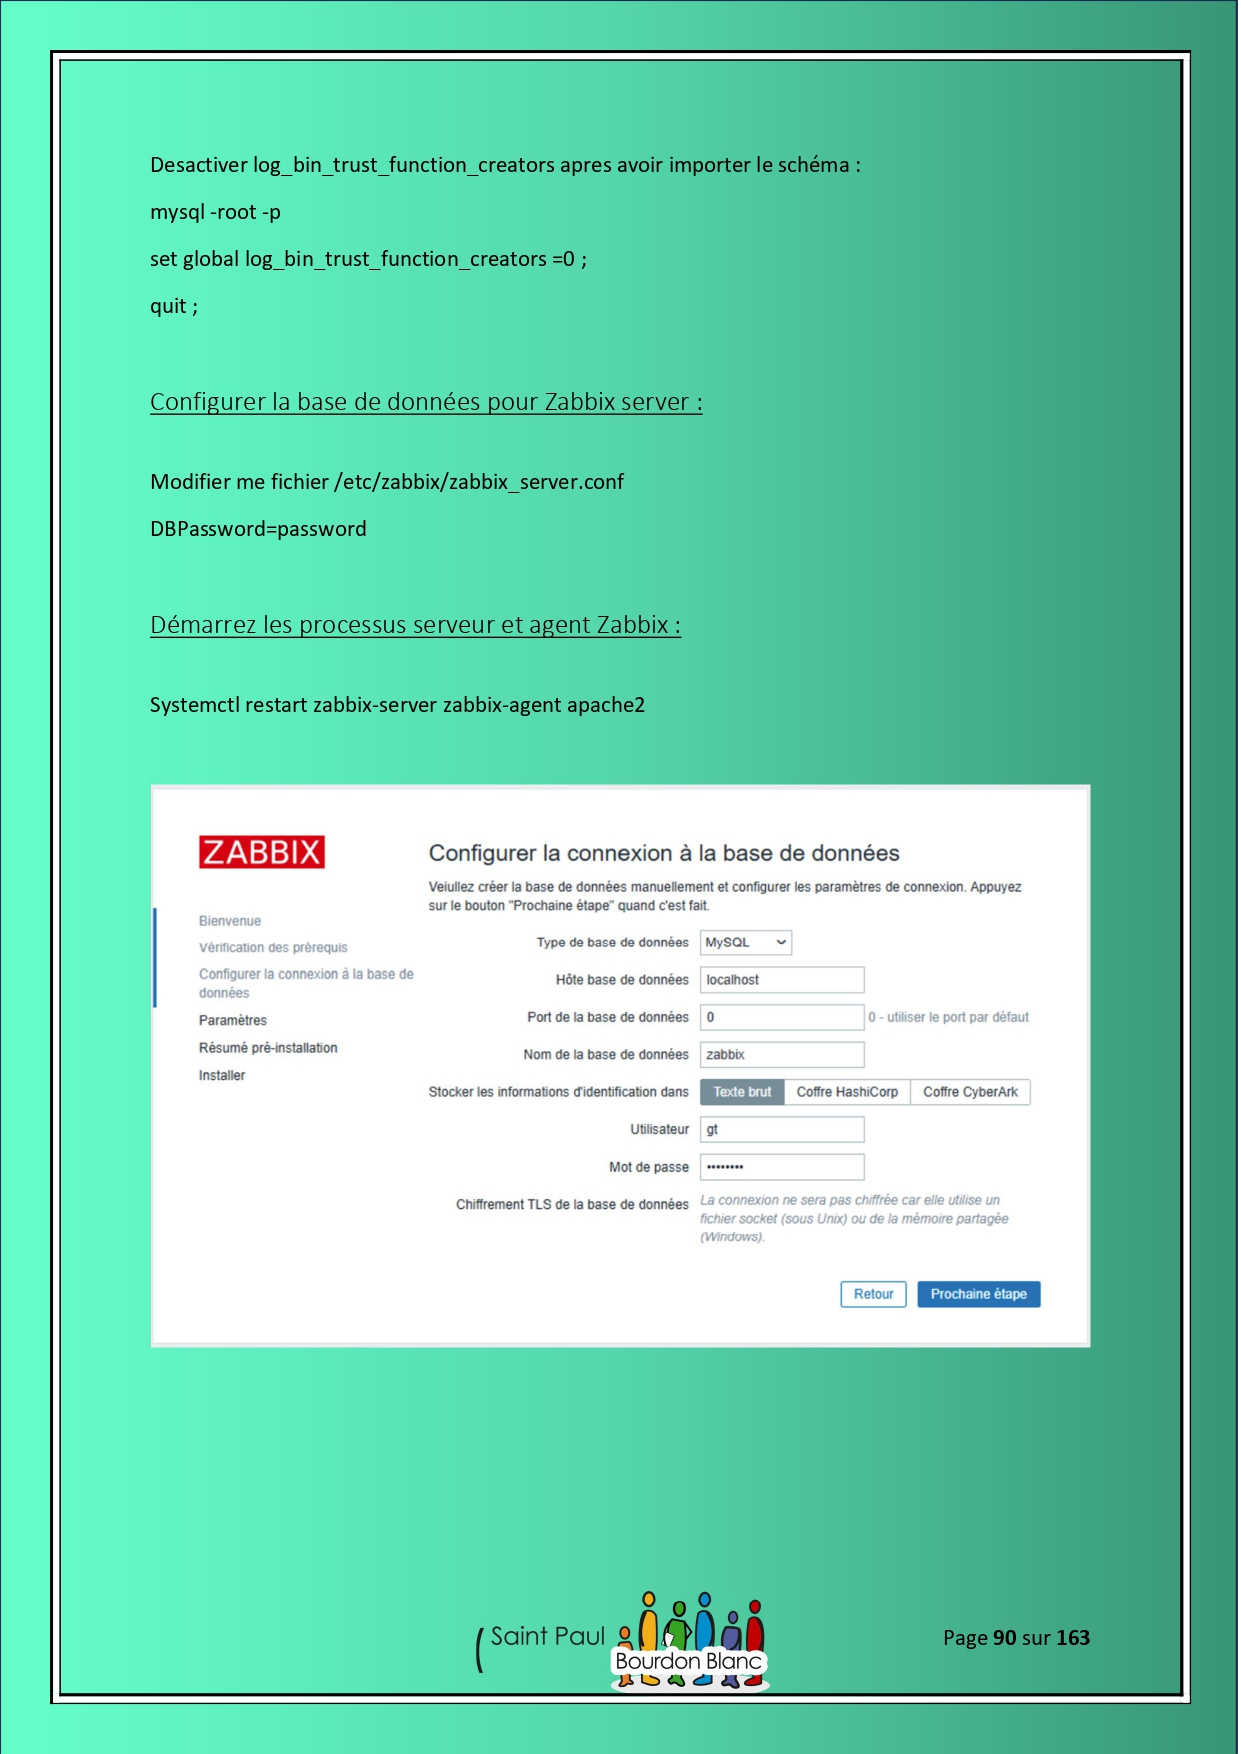 Desactiver log_bin_trust_function_creators apres avoir importer le schéma :
mysql -root -p
set global log_bin_trust_function_creators =0 ;
quit ;
Configurer la base de données pour Zabbix server :
Modifier me fichier /etc/zabbix/zabbix_server.conf
DBPassword=password
Démarrez les processus serveur et agent Zabbix :
Systemctl restart zabbix-server zabbix-agent apache2
ZABBIX
Bienvenue
Vérification des prérequis
Configurer la connexion à la base de
données
Paramètres
Résumé pré-installation
Installer
Configurer la connexion à la base de données
Veiullez créer la base de données manuellement et configurer les paramètres de connexion. Appuyez
sur le bouton "Prochaine étape" quand c'est fait.
Type de base de données MySQL
Hôte base de données localhost
Port de la base de données 0 0 - utiliser le port par défaut
Nom de la base de données zabbix
Stocker les informations d'identification dans Texte brut Coffre HashiCorp Coffre CyberArk
Utilisateur gt
Mot de passe ••••••••
Chiffrement TLS de la base de données La connexion ne sera pas chiffrée car elle utilise un
fichier socket (sous Unix) ou de la mémoire partagée
(Windows).
Retour Prochaine étape
Saint Paul
Bourdon Blanc
Page 90 sur 163